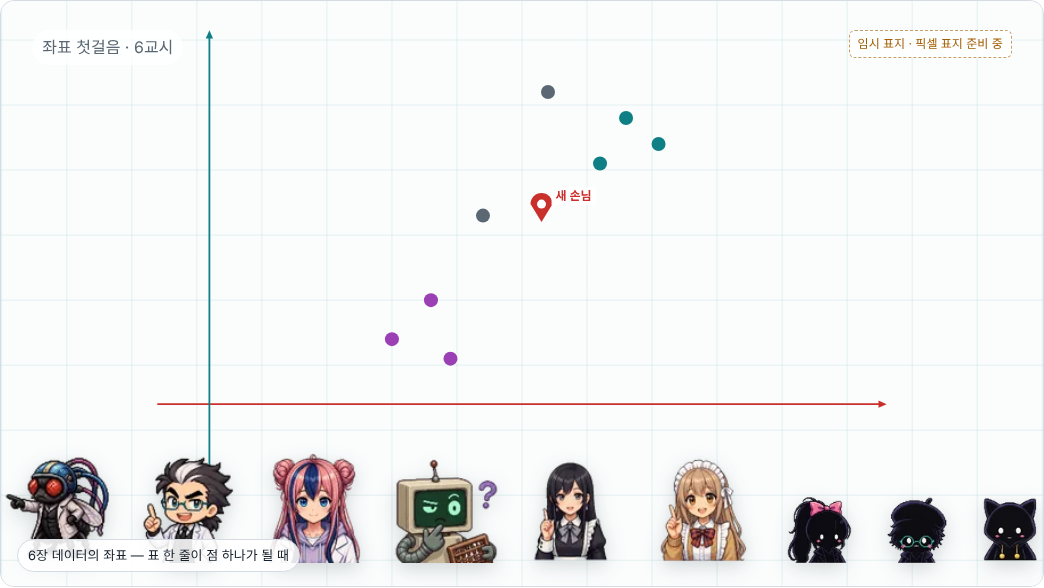 좌표 첫걸음 · 6교시
임시 표지 · 픽셀 표지 준비 중
새 손님
?
6장 데이터의 좌표 — 표 한 줄이 점 하나가 될 때